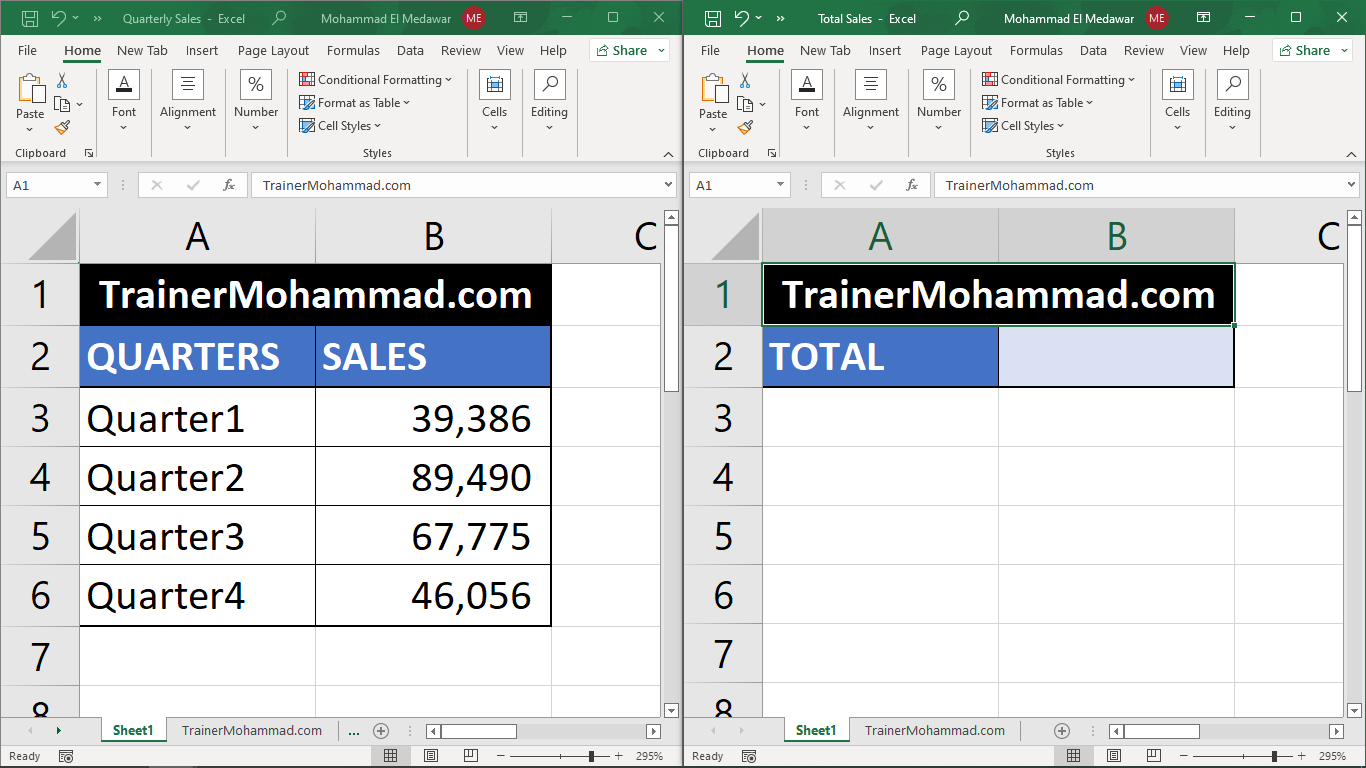 Quarterly Sales - Excel
Mohammad El Medawar
ME
File Home New Tab Insert Page Layout Formulas Data Review View Help Share
Paste
Clipboard
Font
Alignment
%
Number
Conditional Formatting
Format as Table
Cell Styles
Styles
Cells
Editing
A1
fx
TrainerMohammad.com
A B C
1 TrainerMohammad.com
2 QUARTERS SALES
3 Quarter1 39,386
4 Quarter2 89,490
5 Quarter3 67,775
6 Quarter4 46,056
7
8
Sheet1 TrainerMohammad.com ...
Ready
295%
Total Sales - Excel
Mohammad El Medawar
ME
File Home New Tab Insert Page Layout Formulas Data Review View Help Share
Paste
Clipboard
Font
Alignment
%
Number
Conditional Formatting
Format as Table
Cell Styles
Styles
Cells
Editing
A1
fx
TrainerMohammad.com
A B C
1 TrainerMohammad.com
2 TOTAL
3
4
5
6
7
8
Sheet1 TrainerMohammad.com
Ready
295%